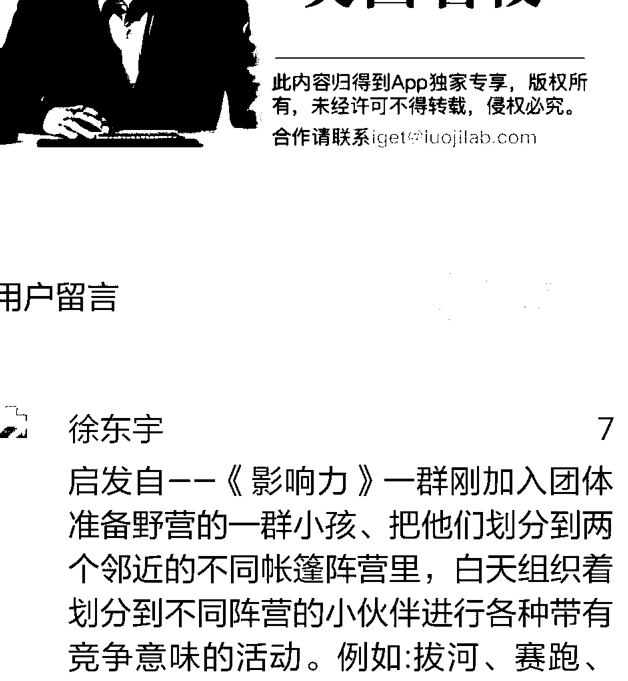 此内容归得到App独家专享，版权所
有，未经许可不得转载，侵权必究。
合作请联系iget@luojilab.com
用户留言
徐东宇 7
启发自——《影响力》一群刚加入团体
准备野营的一群小孩、把他们划分到两
个邻近的不同帐篷阵营里，白天组织着
划分到不同阵营的小伙伴进行各种带有
竞争意味的活动。例如:拔河、赛跑、